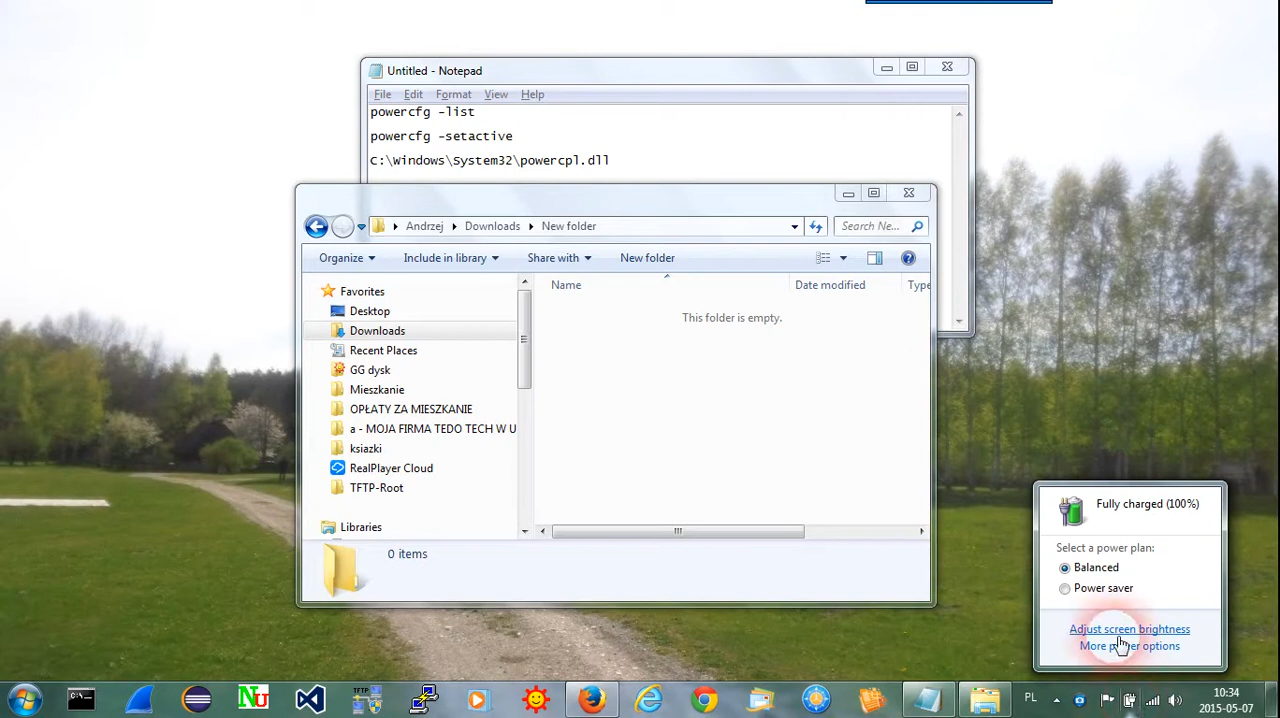 Untitled - Notepad
File Edit Format View Help
powercfg -list
powercfg -setactive
C:\Windows\System32\powercpl.dll
Andrzej Downloads New folder
Search Ne...
Organize Include in library Share with New folder
Name Date modified Type
This folder is empty.
Favorites
Desktop
Downloads
Recent Places
GG dysk
Mieszkanie
OPŁATY ZA MIESZKANIE
a - MOJA FIRMA TEDO TECH W U
ksiazki
RealPlayer Cloud
TFTP-Root
Libraries
0 items
Fully charged (100%)
Select a power plan:
Balanced
Power saver
Adjust screen brightness
More power options
C:\_
NU
TFTP
PL
10:34
2015-05-07